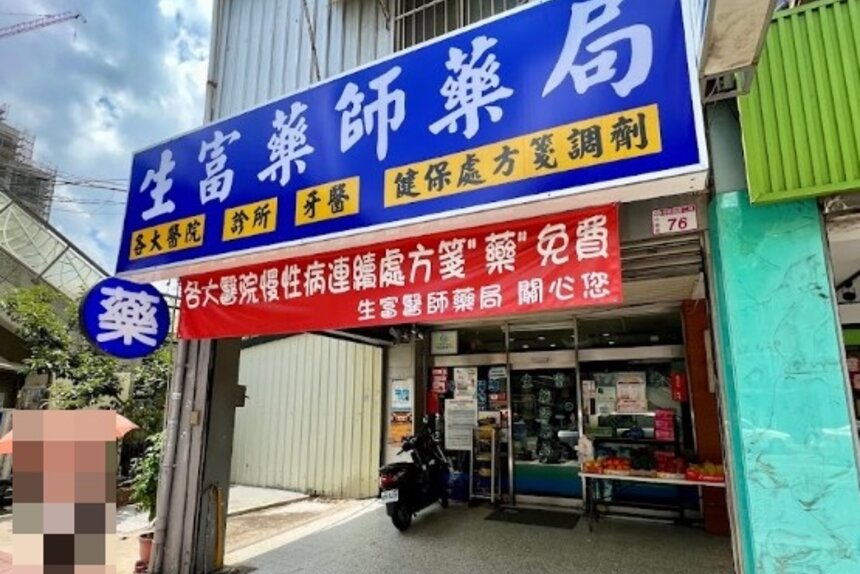 生富藥師藥局
各大醫院 診所 牙醫 健保處方箋調劑
各大醫院慢性病連續處方箋"藥"免費
生富醫師藥局 關心您
藥
76